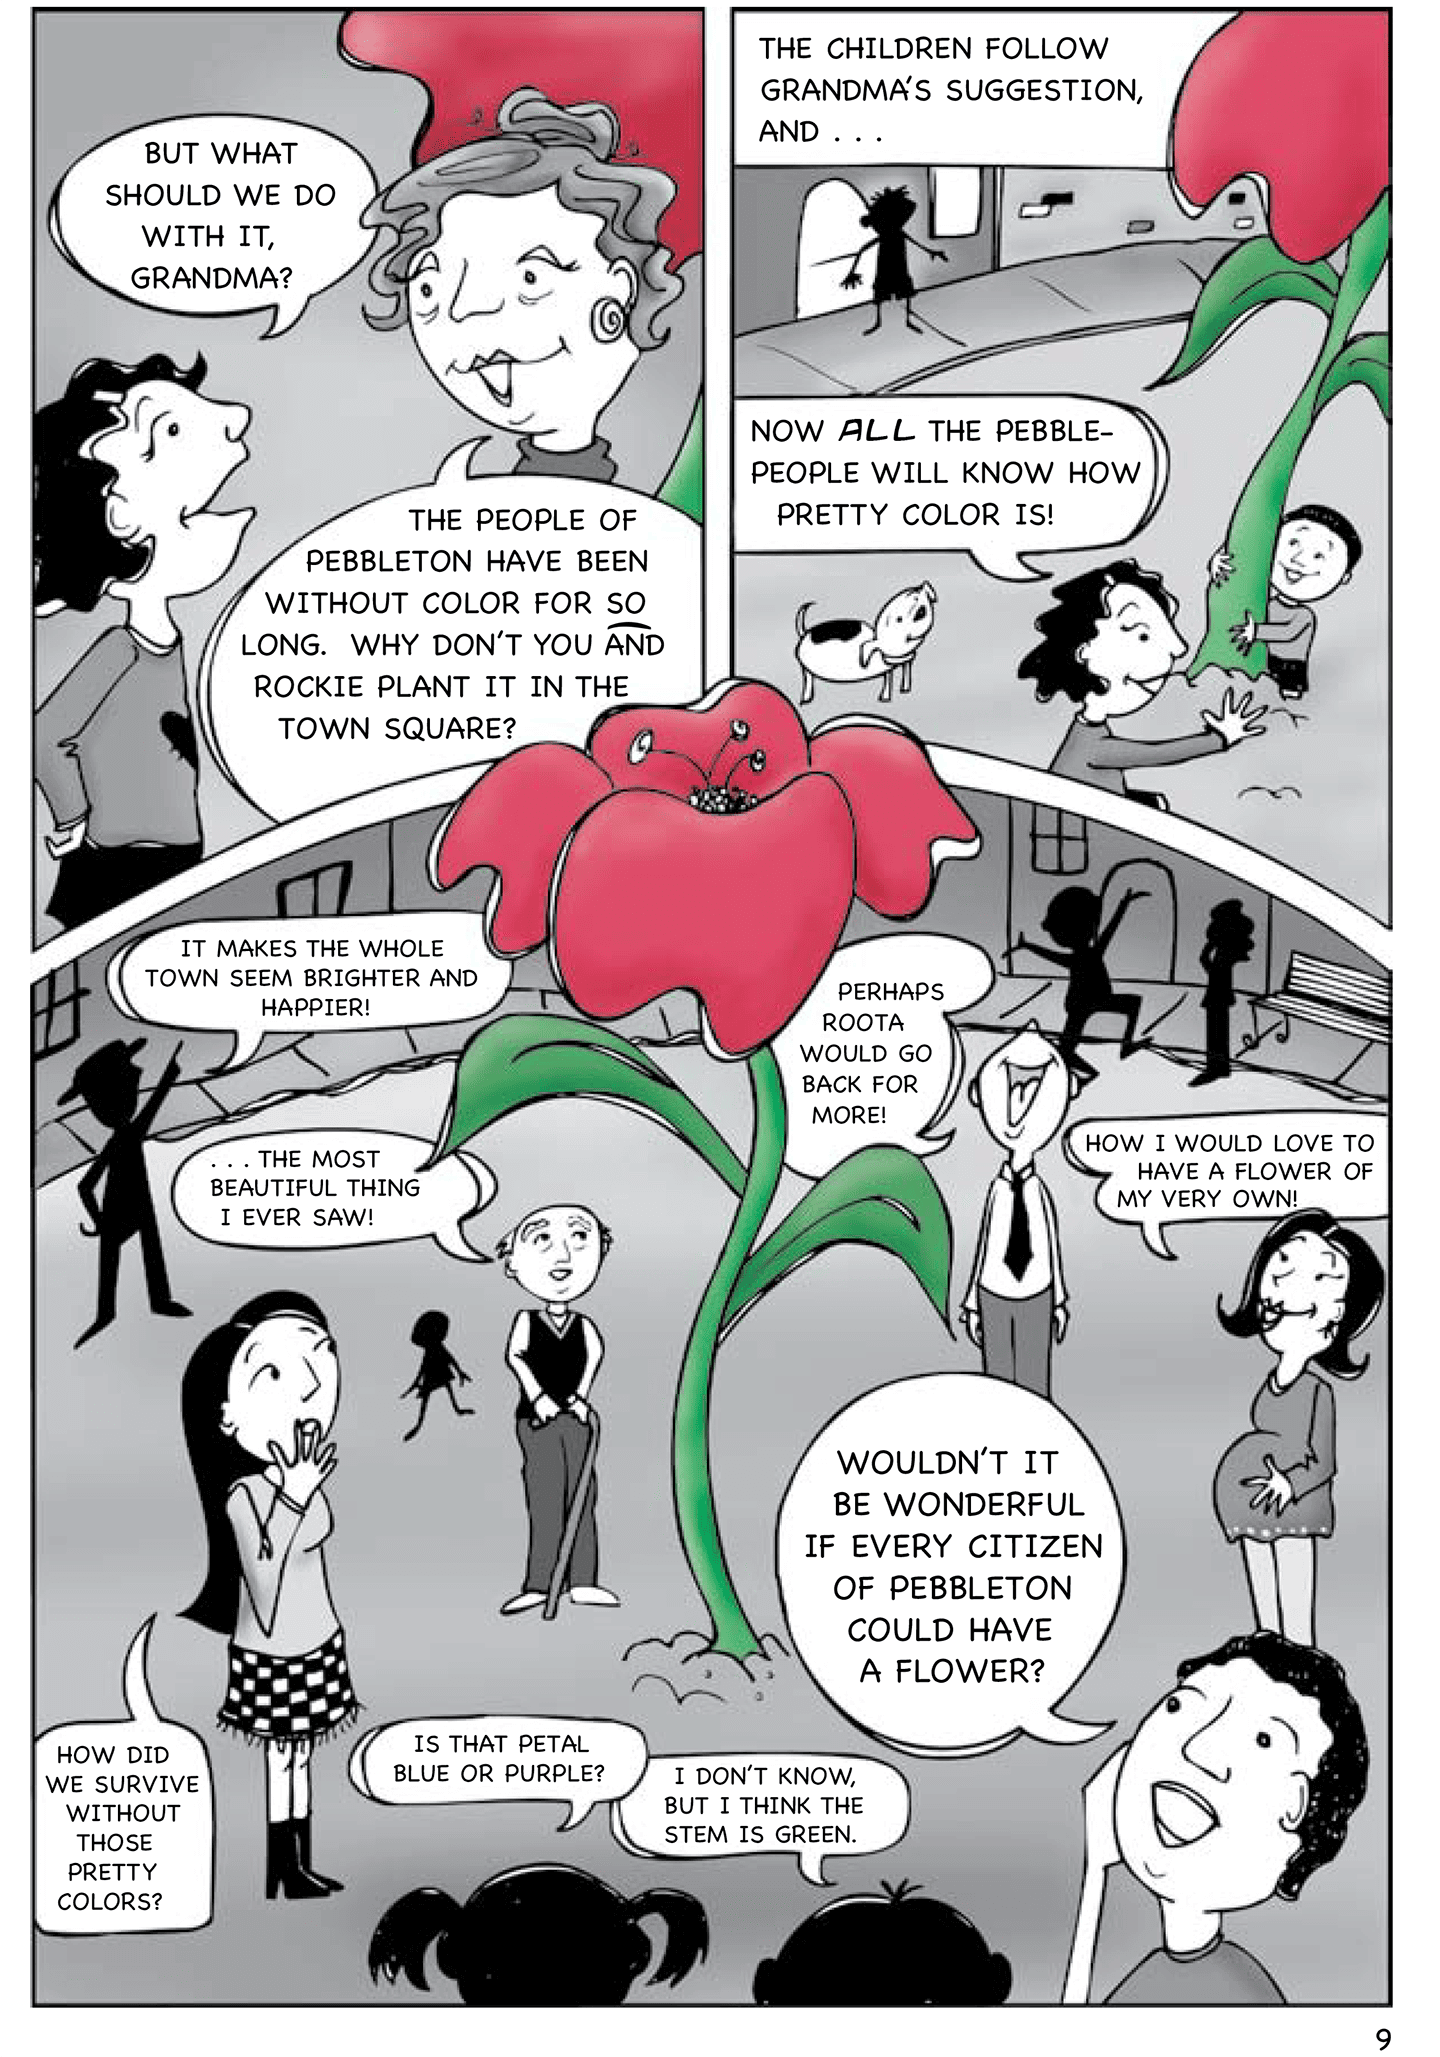 BUT WHAT
SHOULD WE DO
WITH IT,
GRANDMA?
THE PEOPLE OF
PEBBLETON HAVE BEEN
WITHOUT COLOR FOR SO
LONG. WHY DON'T YOU AND
ROCKIE PLANT IT IN THE
TOWN SQUARE?
THE CHILDREN FOLLOW
GRANDMA'S SUGGESTION,
AND . . .
NOW ALL THE PEBBLE-
PEOPLE WILL KNOW HOW
PRETTY COLOR IS!
IT MAKES THE WHOLE
TOWN SEEM BRIGHTER AND
HAPPIER!
PERHAPS
ROOTA
WOULD GO
BACK FOR
MORE!
. . . THE MOST
BEAUTIFUL THING
I EVER SAW!
HOW I WOULD LOVE TO
HAVE A FLOWER OF
MY VERY OWN!
WOULDN'T IT
BE WONDERFUL
IF EVERY CITIZEN
OF PEBBLETON
COULD HAVE
A FLOWER?
HOW DID
WE SURVIVE
WITHOUT
THOSE
PRETTY
COLORS?
IS THAT PETAL
BLUE OR PURPLE?
I DON'T KNOW,
BUT I THINK THE
STEM IS GREEN.
9